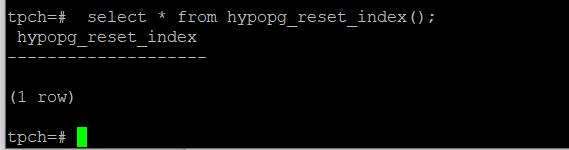 tpch=#  select * from hypopg_reset_index();
 hypopg_reset_index
--------------------
(1 row)
tpch=#